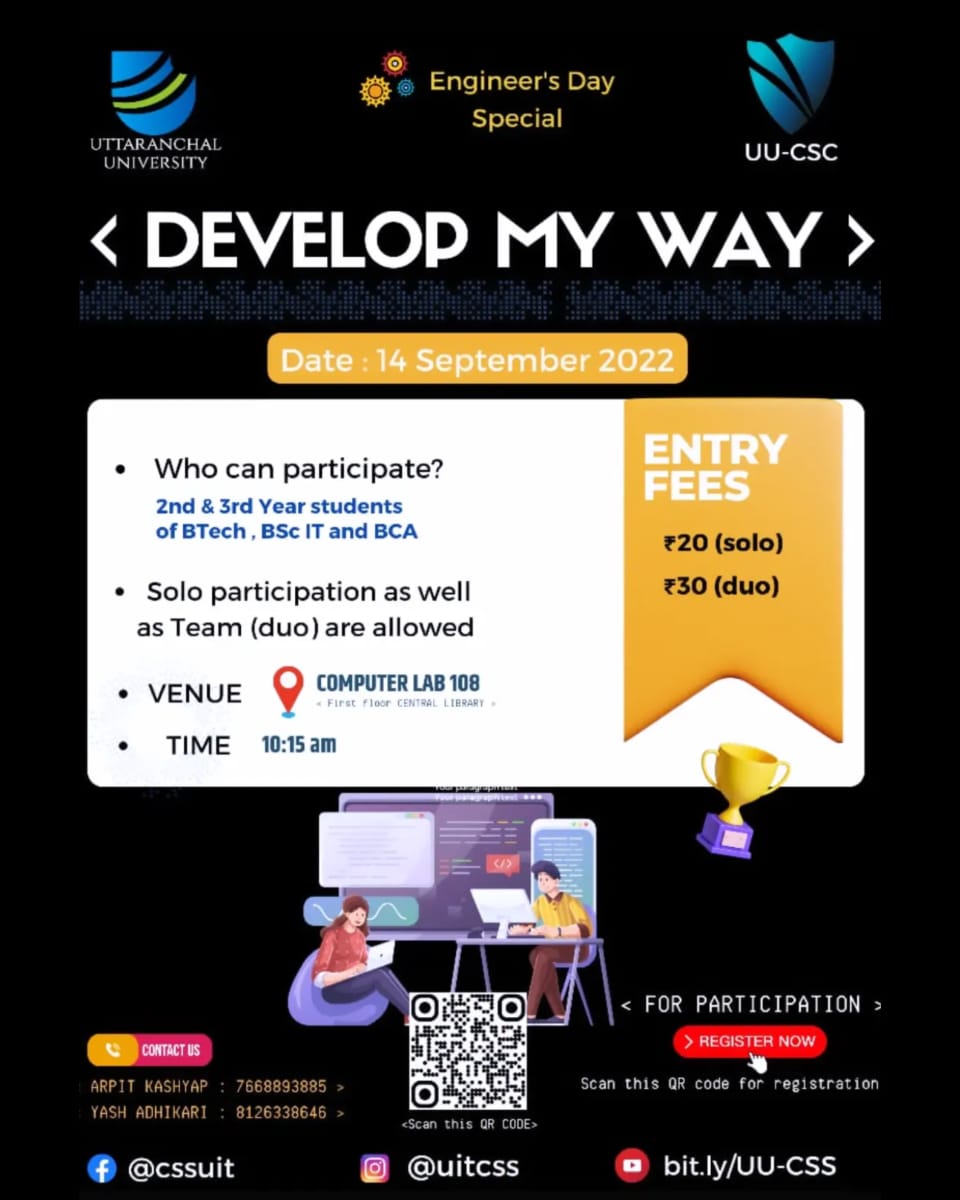 UTTARANCHAL
UNIVERSITY
Engineer's Day
Special
UU-CSC
< DEVELOP MY WAY >
Date : 14 September 2022
• Who can participate?
2nd & 3rd Year students
of BTech , BSc IT and BCA
• Solo participation as well
as Team (duo) are allowed
• VENUE
COMPUTER LAB 108
< First floor CENTRAL LIBRARY >
• TIME 10:15 am
ENTRY
FEES
₹20 (solo)
₹30 (duo)
Your paragraph text
Your paragraph text
</>
< FOR PARTICIPATION >
> REGISTER NOW
Scan this QR code for registration
CONTACT US
ARPIT KASHYAP : 7668893885 >
YASH ADHIKARI : 8126338646 >
<Scan this QR CODE>
@cssuit
@uitcss
bit.ly/UU-CSS